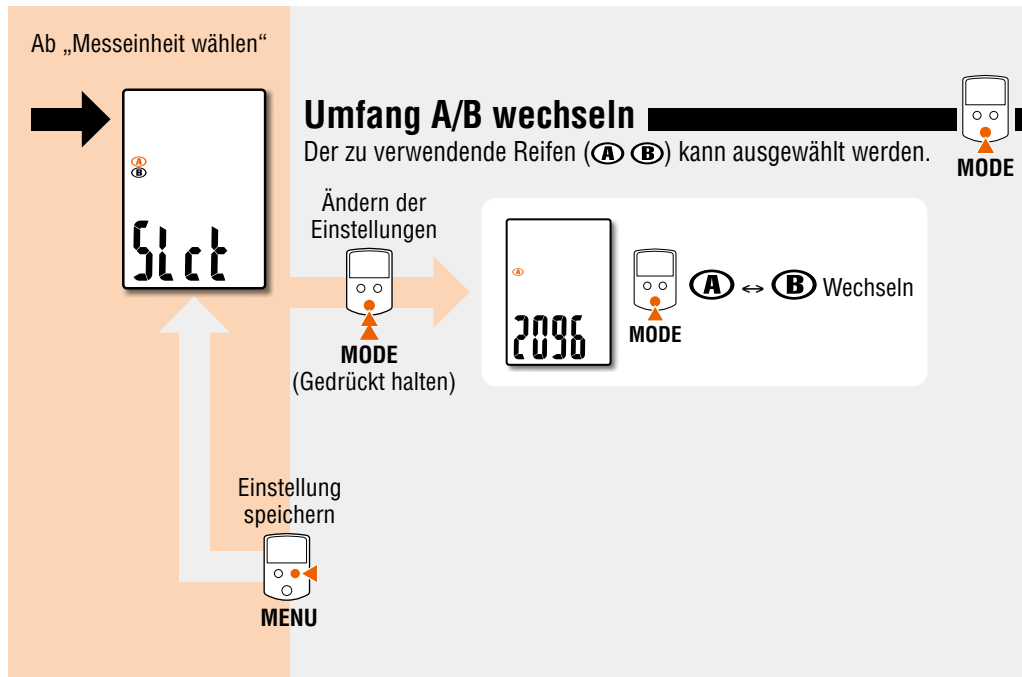 Ab „Messeinheit wählen“
Umfang A/B wechseln
Der zu verwendende Reifen (A B) kann ausgewählt werden.
MODE
A
B
Slct
Ändern der
Einstellungen
MODE
(Gedrückt halten)
A
2096
MODE
A ↔ B Wechseln
Einstellung
speichern
MENU